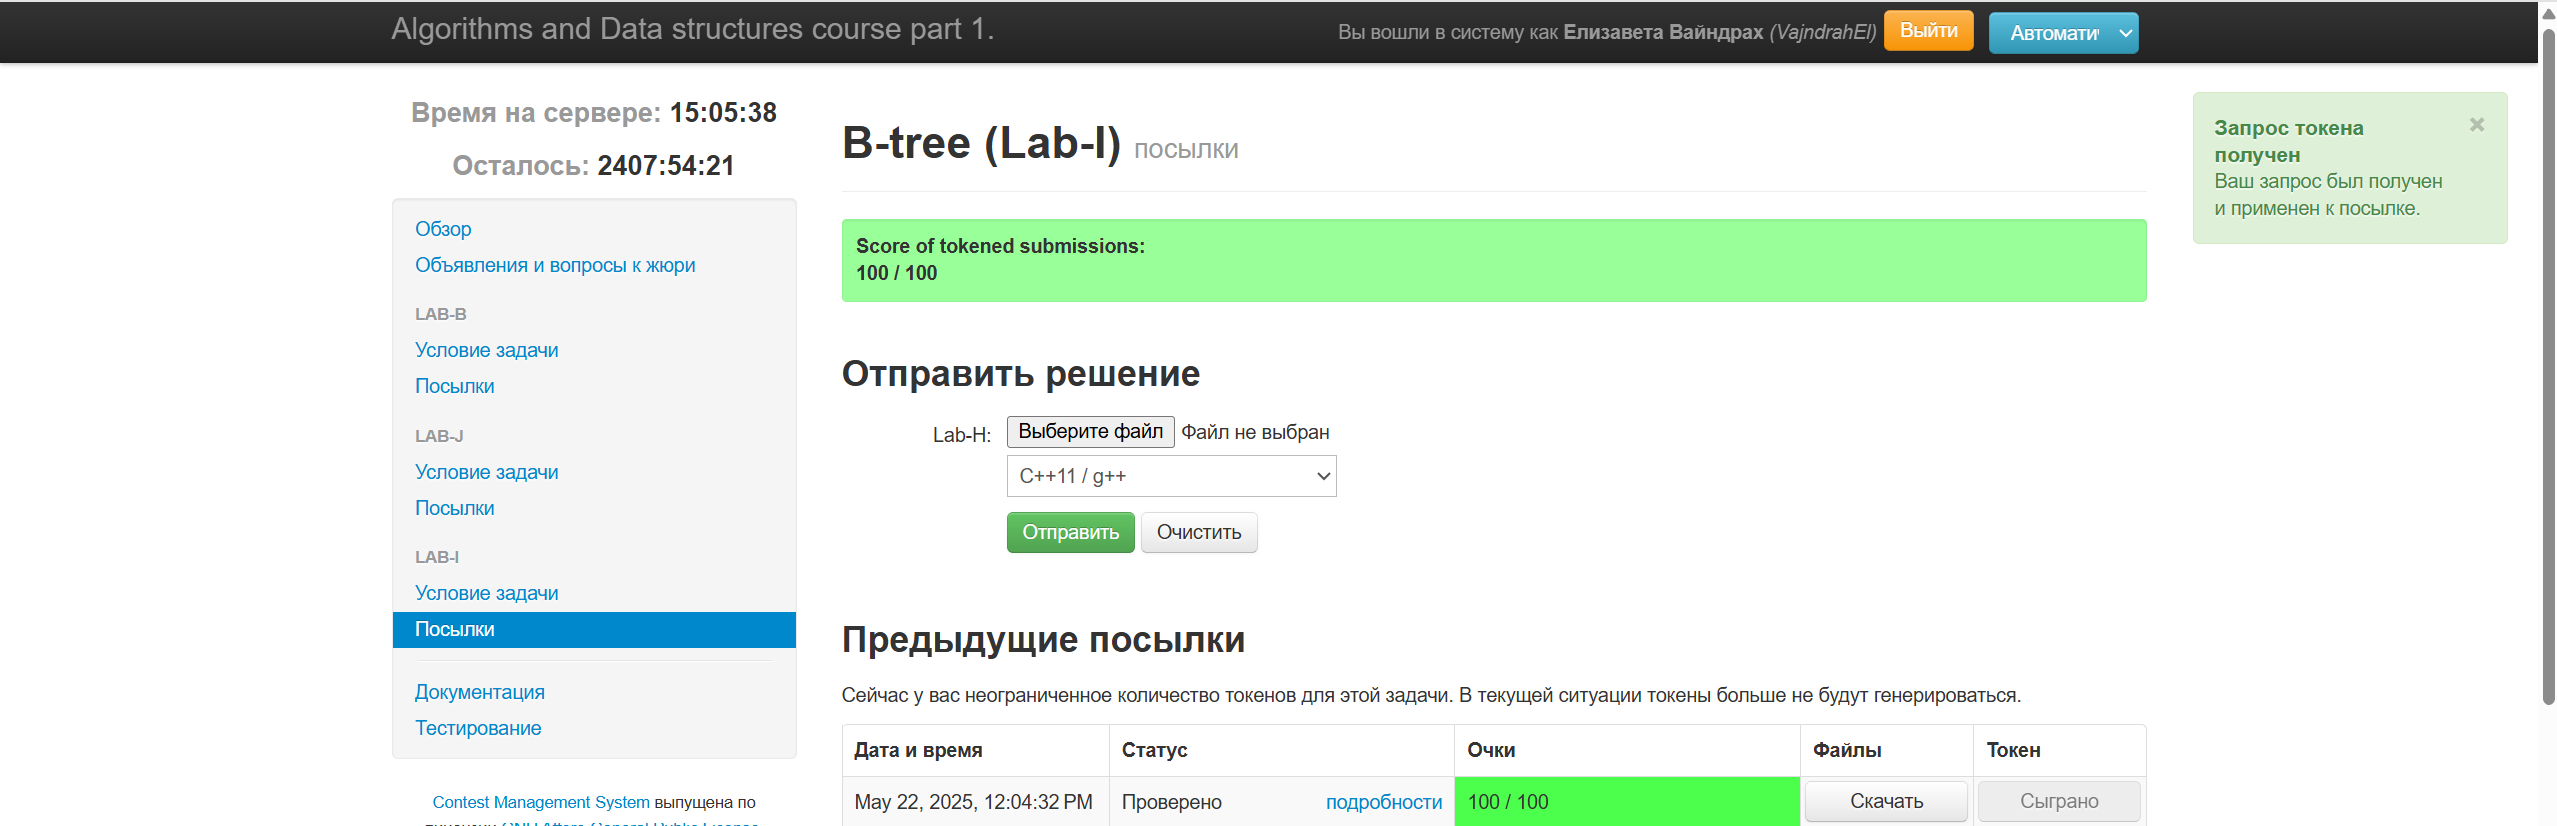 Algorithms and Data structures course part 1.
Вы вошли в систему как Елизавета Вайндрах (VajndrahEl)
Выйти
Автомати
Время на сервере: 15:05:38
Осталось: 2407:54:21
Обзор
Объявления и вопросы к жюри
LAB-B
Условие задачи
Посылки
LAB-J
Условие задачи
Посылки
LAB-I
Условие задачи
Посылки
Документация
Тестирование
Contest Management System выпущена по
B-tree (Lab-I) посылки
Score of tokened submissions:
100 / 100
Отправить решение
Lab-H:
Выберите файл Файл не выбран
C++11 / g++
Отправить
Очистить
Предыдущие посылки
Сейчас у вас неограниченное количество токенов для этой задачи. В текущей ситуации токены больше не будут генерироваться.
Дата и время
Статус
Очки
Файлы
Токен
May 22, 2025, 12:04:32 PM
Проверено
подробности
100 / 100
Скачать
Сыграно
Запрос токена
получен
Ваш запрос был получен
и применен к посылке.